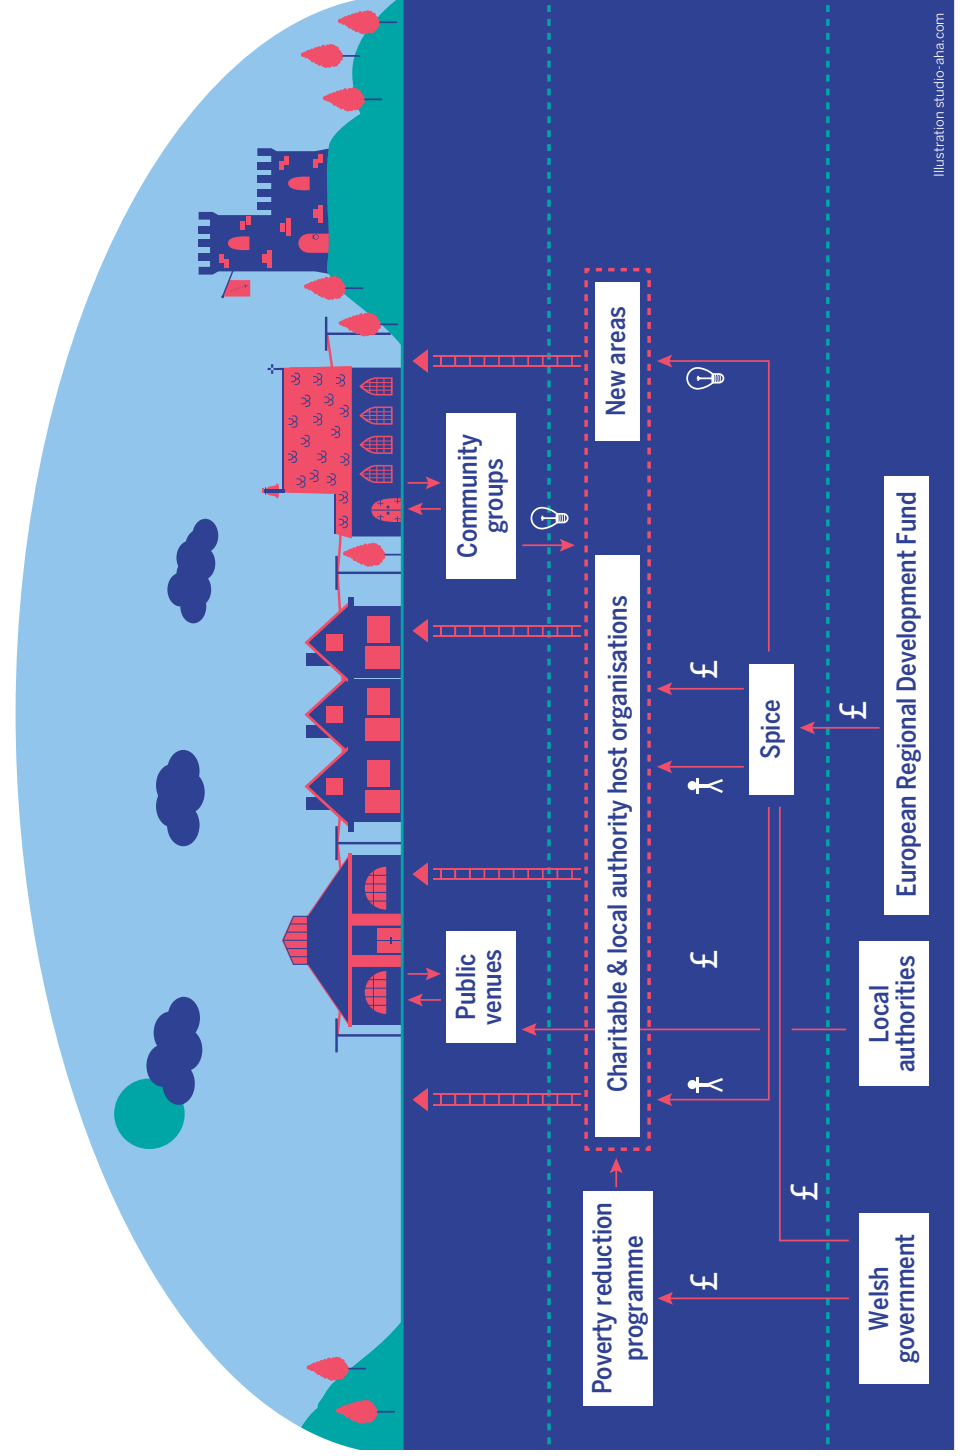 Public
venues
Community
groups
Poverty reduction
programme
Charitable & local authority host organisations
New areas
£
£
£
Spice
£
£
Welsh
government
Local
authorities
European Regional Development Fund
Illustration studio-aha.com